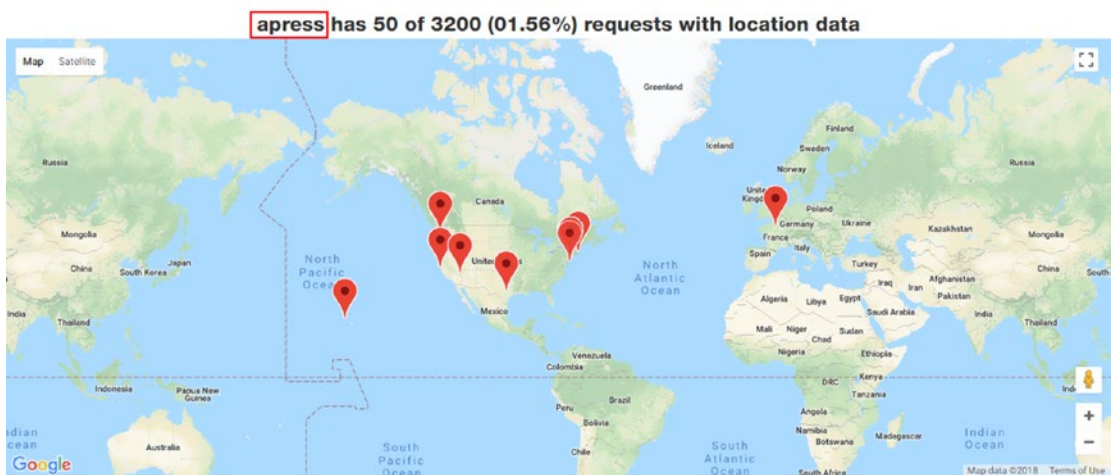 apress has 50 of 3200 (01.56%) requests with location data
Map Satellite
Greenland
Iceland
Finland
Sweden
Norway
Russia
Russia
Canada
United Kingdom
Poland
Germany
Ukraine
France
Kazakhstan
Mongolia
Mongolia
Italy
Spain
Turkey
China
South Korea
Japan
North Pacific Ocean
North Atlantic Ocean
Afghanistan
China
South Ko
Iraq
Iran
Pakistan
Algeria
Libya
Egypt
Saudi Arabia
India
India
Thailand
Thailand
Mexico
Mali
Niger
Sudan
Chad
Nigeria
Ethiopia
Venezuela
Colombia
Indonesia
Papua New Guinea
DRC
Kenya
Tanzania
Ind
Peru
Brazil
Bolivia
Angola
Namibia
Botswana
Madagascar
Chile
Indian Ocean
South Pacific Ocean
South Atlantic Ocean
Australia
South Africa
Google
Map data ©2018 Terms of Use